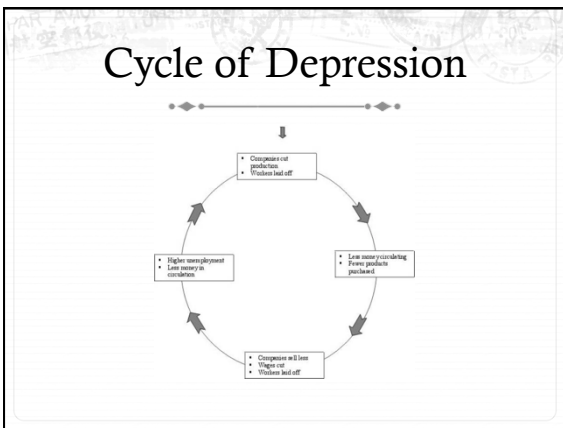 Cycle of Depression
• Companies cut
production
• Workers laid off
• Less money circulating
• Fewer products
purchased
• Companies sell less
• Wages cut
• Workers laid off
• Higher unemployment
• Less money in
circulation